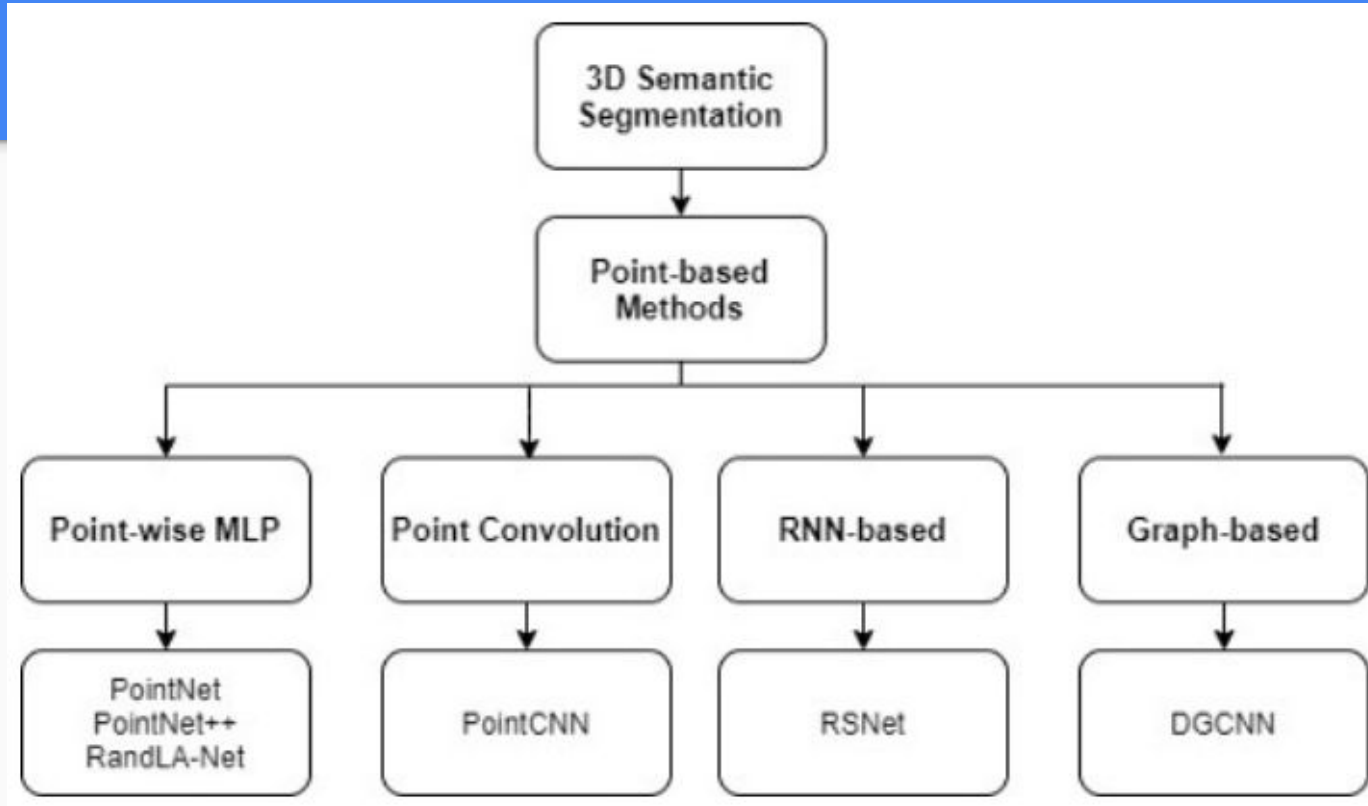 3D Semantic
Segmentation
Point-based
Methods
Point-wise MLP
Point Convolution
RNN-based
Graph-based
PointNet
PointNet++
RandLA-Net
PointCNN
RSNet
DGCNN